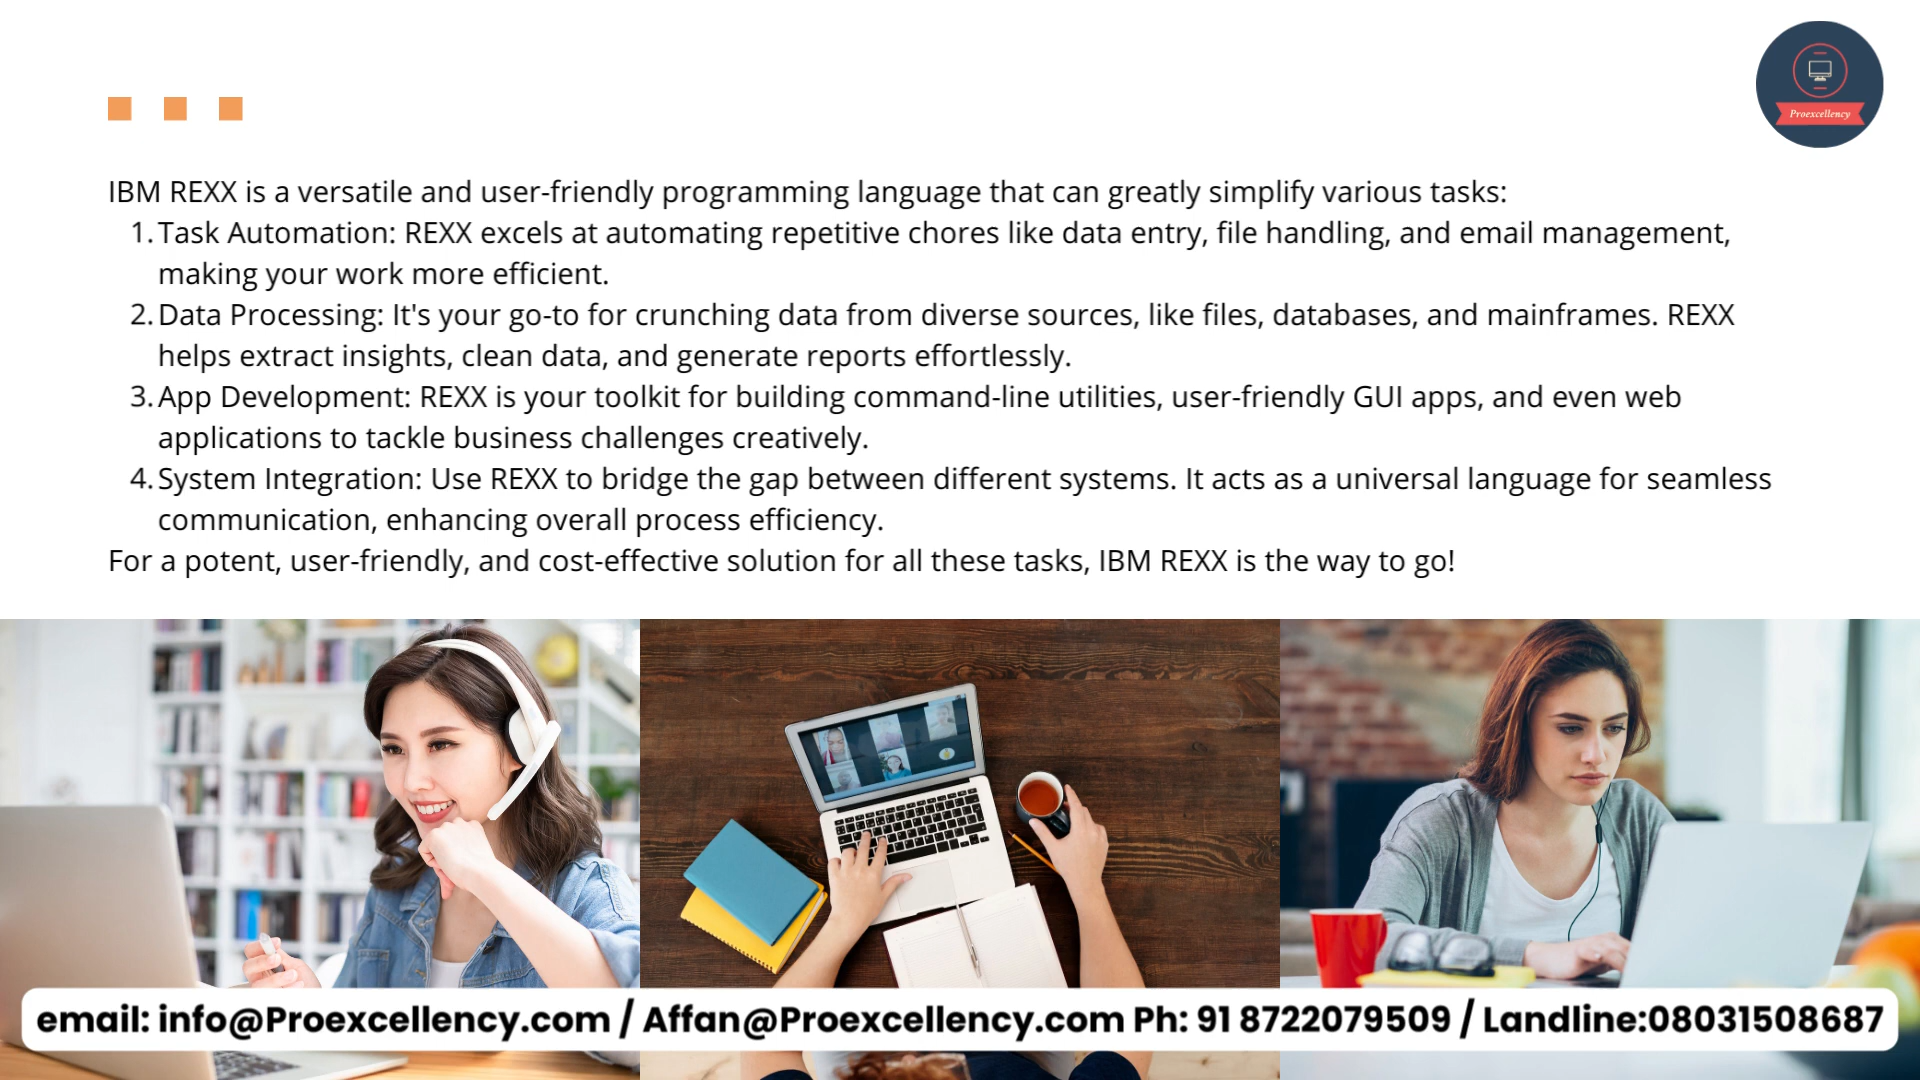 Proexcellency
IBM REXX is a versatile and user-friendly programming language that can greatly simplify various tasks:
1. Task Automation: REXX excels at automating repetitive chores like data entry, file handling, and email management,
making your work more efficient.
2. Data Processing: It's your go-to for crunching data from diverse sources, like files, databases, and mainframes. REXX
helps extract insights, clean data, and generate reports effortlessly.
3. App Development: REXX is your toolkit for building command-line utilities, user-friendly GUI apps, and even web
applications to tackle business challenges creatively.
4. System Integration: Use REXX to bridge the gap between different systems. It acts as a universal language for seamless
communication, enhancing overall process efficiency.
For a potent, user-friendly, and cost-effective solution for all these tasks, IBM REXX is the way to go!
email: info@Proexcellency.com / Affan@Proexcellency.com Ph: 91 8722079509 / Landline:08031508687